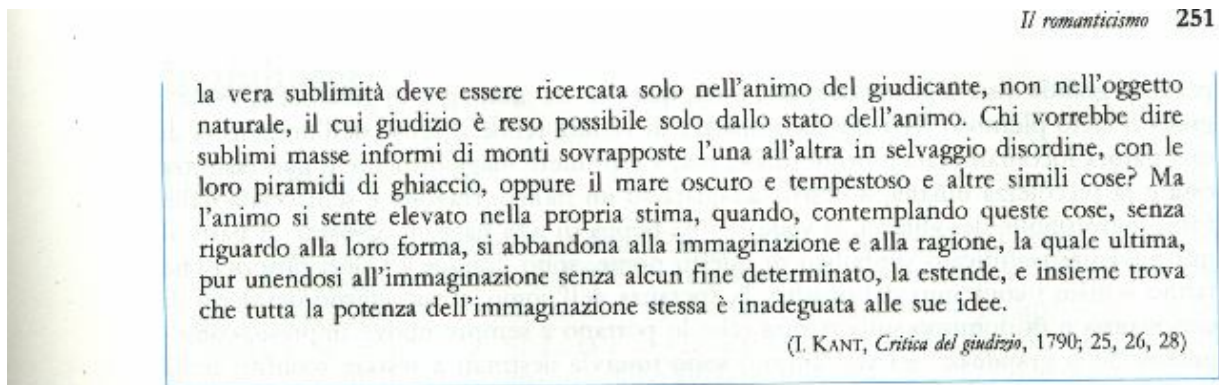 Il romanticismo 251
la vera sublimità deve essere ricercata solo nell'animo del giudicante, non nell'oggetto
naturale, il cui giudizio è reso possibile solo dallo stato dell'animo. Chi vorrebbe dire
sublimi masse informi di monti sovrapposte l'una all'altra in selvaggio disordine, con le
loro piramidi di ghiaccio, oppure il mare oscuro e tempestoso e altre simili cose? Ma
l'animo si sente elevato nella propria stima, quando, contemplando queste cose, senza
riguardo alla loro forma, si abbandona alla immaginazione e alla ragione, la quale ultima,
pur unendosi all'immaginazione senza alcun fine determinato, la estende, e insieme trova
che tutta la potenza dell'immaginazione stessa è inadeguata alle sue idee.
(I. KANT, Critica del giudizio, 1790; 25, 26, 28)